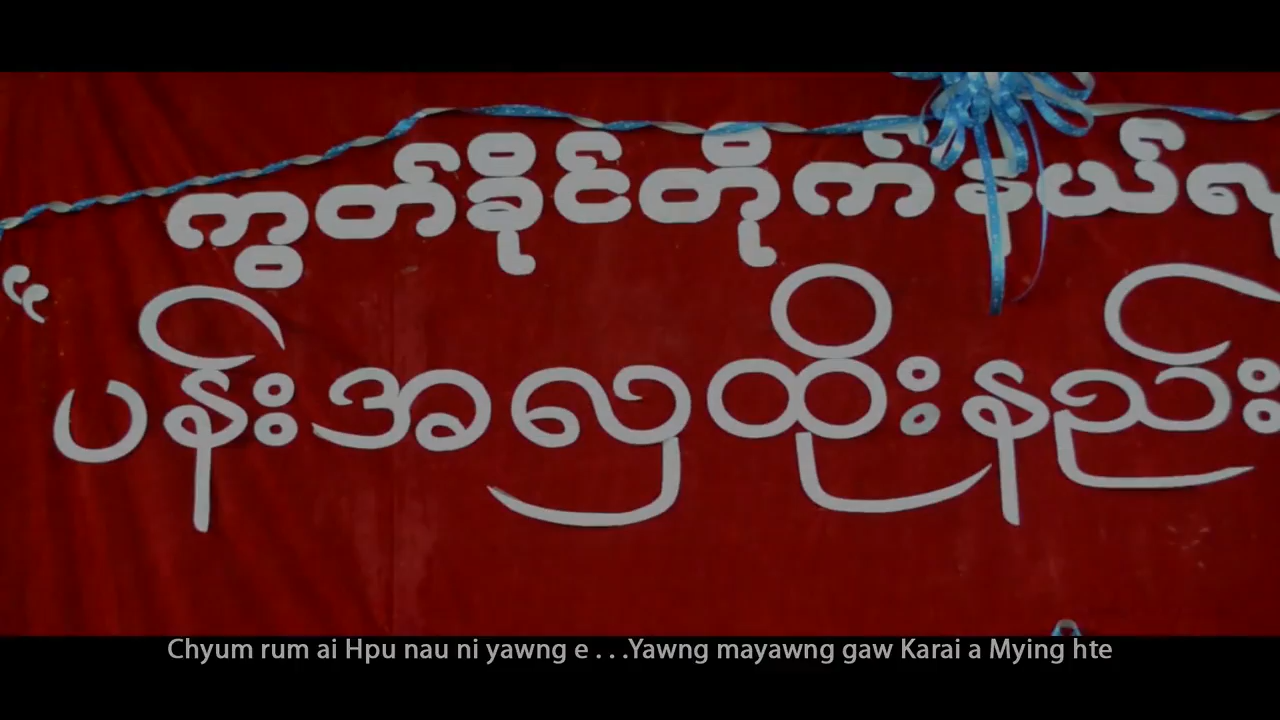 ကွတ်ခိုင်တိုက်နယ်လ
“ပန်းအလှထိုးနည်း
Chyum rum ai Hpu nau ni yawng e . . .Yawng mayawng gaw Karai a Mying hte